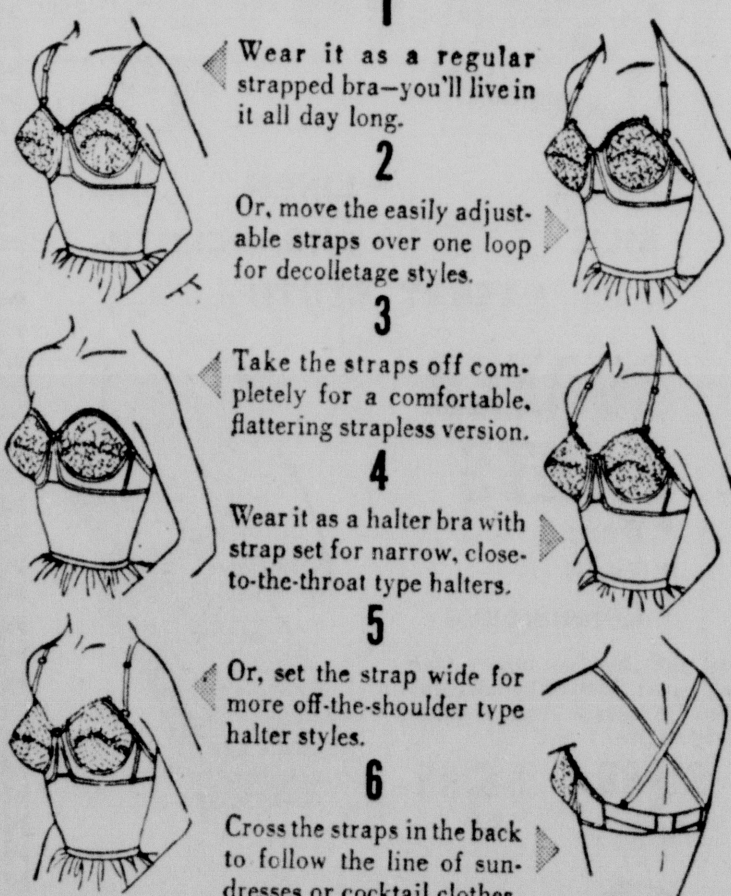 1
Wear it as a regular
strapped bra—you'll live in
it all day long.
2
Or, move the easily adjust-
able straps over one loop
for decolletage styles.
3
Take the straps off com-
pletely for a comfortable,
flattering strapless version.
4
Wear it as a halter bra with
strap set for narrow, close-
to-the-throat type halters.
5
Or, set the strap wide for
more off-the-shoulder type
halter styles.
6
Cross the straps in the back
to follow the line of sun-
dresses or cocktail clothes